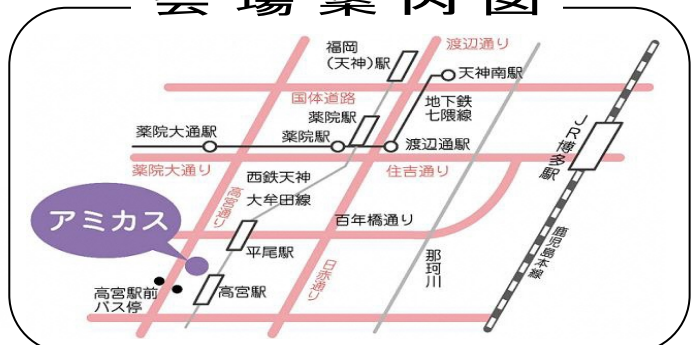 会場案内図
福岡
(天神)駅
渡辺通り
天神南駅
国体道路
地下鉄
七隈線
薬院駅
薬院大通駅
薬院駅
渡辺通駅
JR博多駅
薬院大通り
西鉄天神
大牟田線
住吉通り
高宮通り
アミカス
百年橋通り
平尾駅
日赤通り
那珂川
鹿児島本線
高宮駅前
バス停
高宮駅